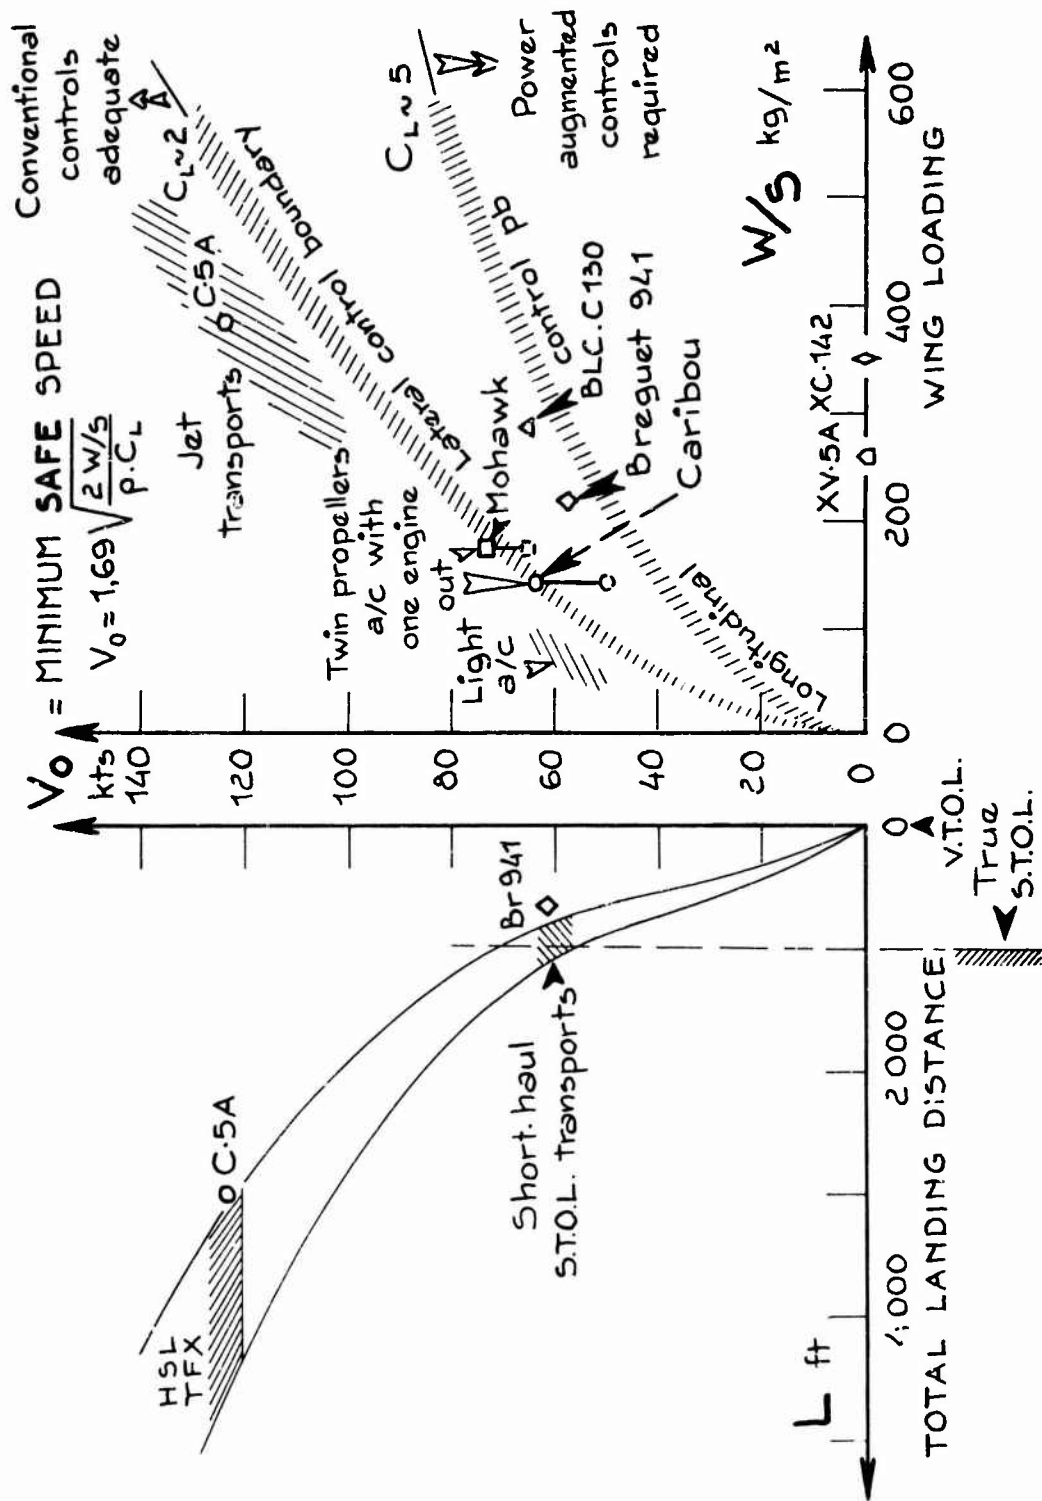 V₀ = MINIMUM SAFE SPEED
V₀ = 1,69 √(2 W/S / ρ.C_L)
kts
140
120
100
80
60
40
20
0
HSL
TFX
C.5A
Br 941
Short. haul
S.T.O.L. transports
L ft
4000
2000
0
TOTAL LANDING DISTANCE
V.T.O.L.
True
S.T.O.L.
Conventional
controls
adequate
C_L ~ 2
Jet
transports
C.5A
Lateral control boundary
Twin propellers
a/c with
one engine
out
Light
a/c
Mohawk
C_L ~ 5
Power
augmented
controls
required
Longitudinal control pb
BLC.C130
Breguet 941
Caribou
W/S kg/m²
XV.5A XC.142
0
200
400
600
WING LOADING